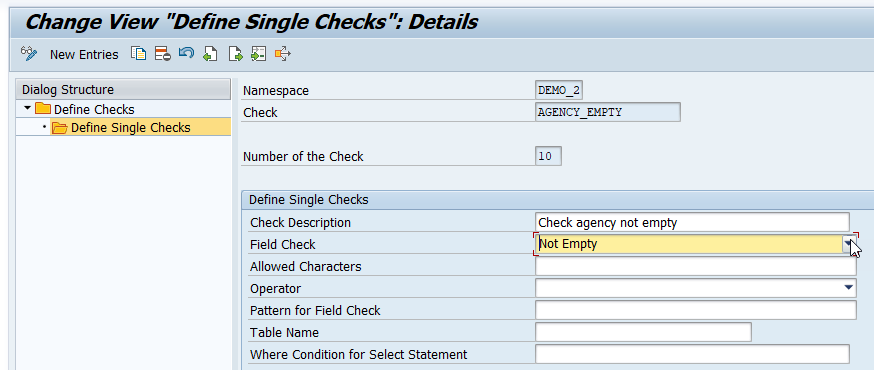 Change View "Define Single Checks": Details
New Entries
Dialog Structure
Define Checks
Define Single Checks
Namespace DEMO_2
Check AGENCY_EMPTY
Number of the Check 10
Define Single Checks
Check Description Check agency not empty
Field Check Not Empty
Allowed Characters
Operator
Pattern for Field Check
Table Name
Where Condition for Select Statement